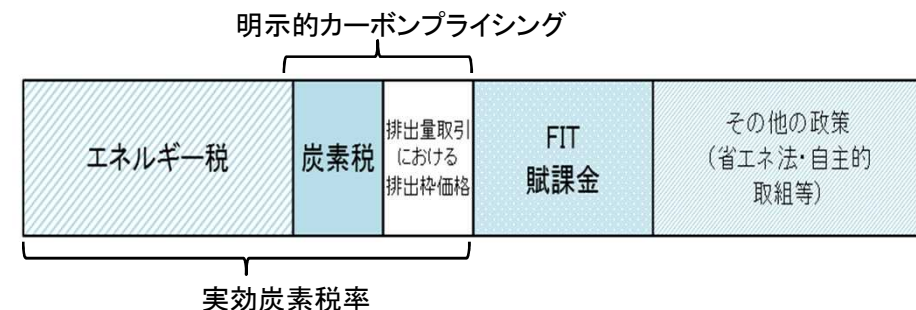 明示的カーボンプライシング
エネルギー税
炭素税
排出量取引
における
排出枠価格
FIT
賦課金
その他の政策
（省エネ法・自主的
取組等）
実効炭素税率